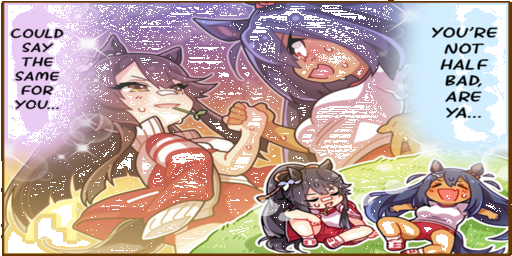 YOU'RE
NOT
HALF
BAD,
ARE
YA...
COULD
SAY
THE
SAME
FOR
YOU...